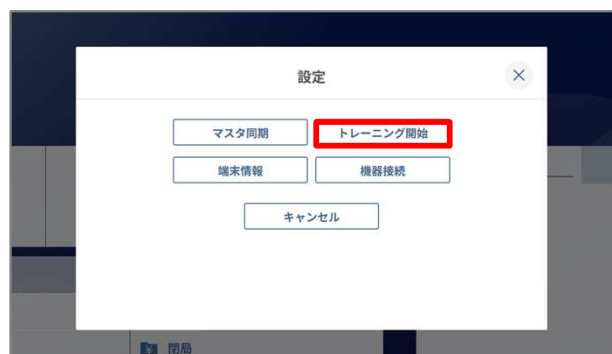 設定
マスタ同期
トレーニング開始
端末情報
機器接続
キャンセル
閉局